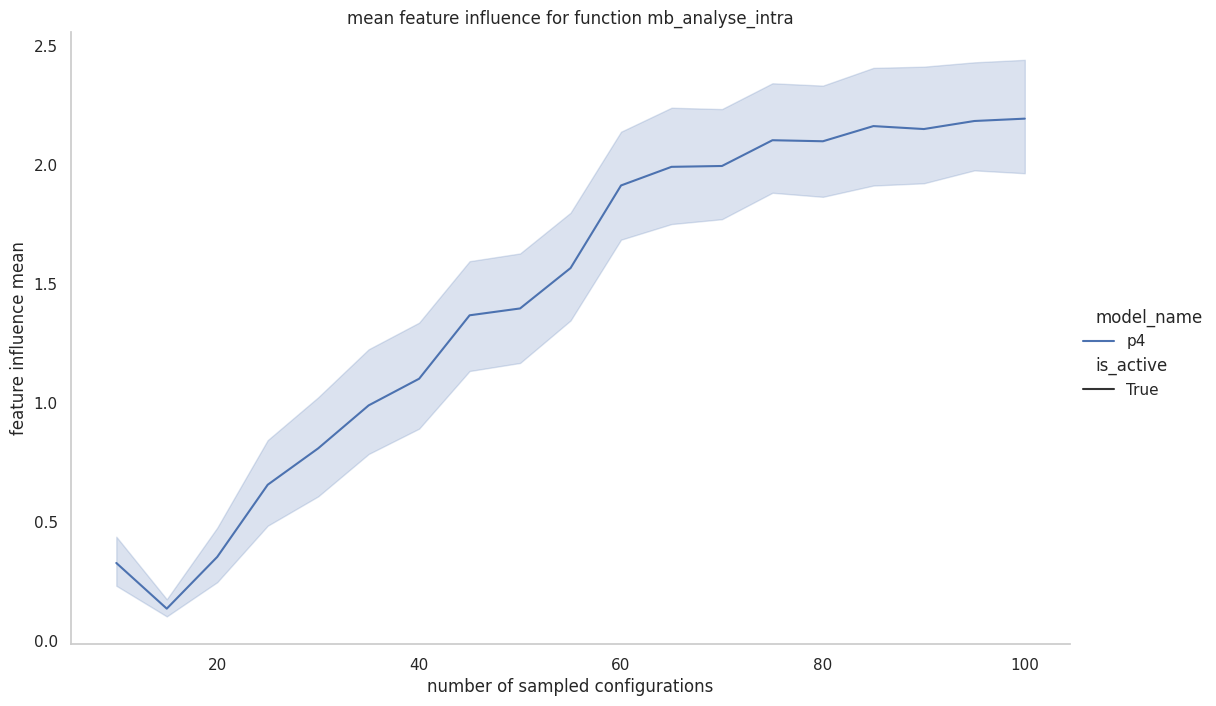 mean feature influence for function mb_analyse_intra
2.5
2.0
1.5
1.0
0.5
0.0
feature influence mean
20 40 60 80 100
number of sampled configurations
model_name
p4
is_active
True